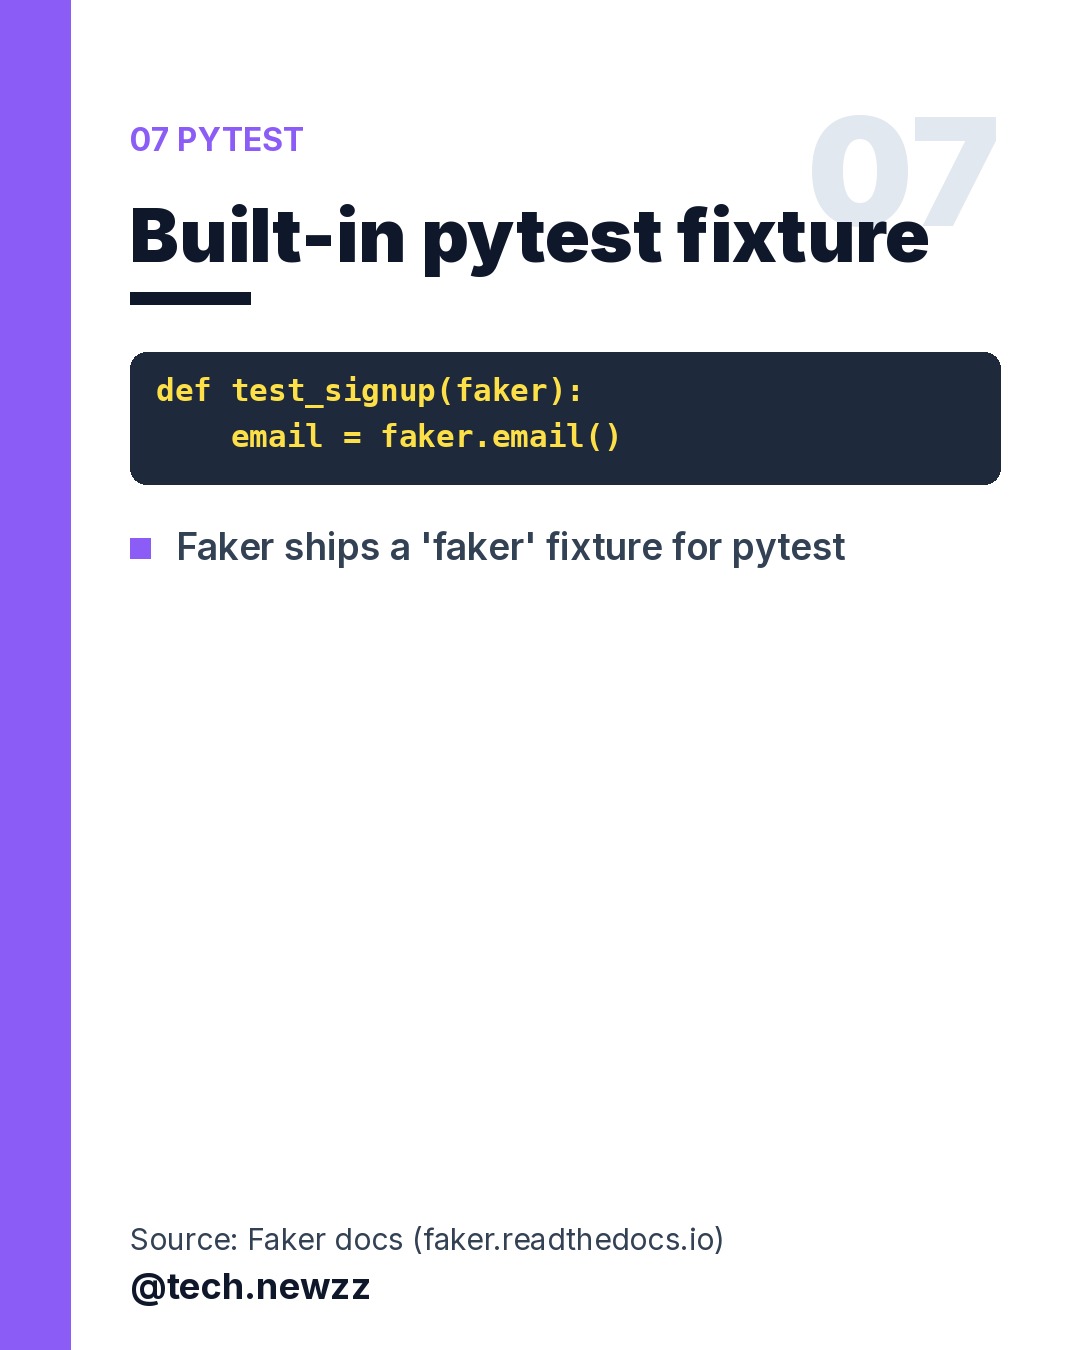 07 PYTEST
07
Built-in pytest fixture
def test_signup(faker):
    email = faker.email()
Faker ships a 'faker' fixture for pytest
Source: Faker docs (faker.readthedocs.io)
@tech.newzz